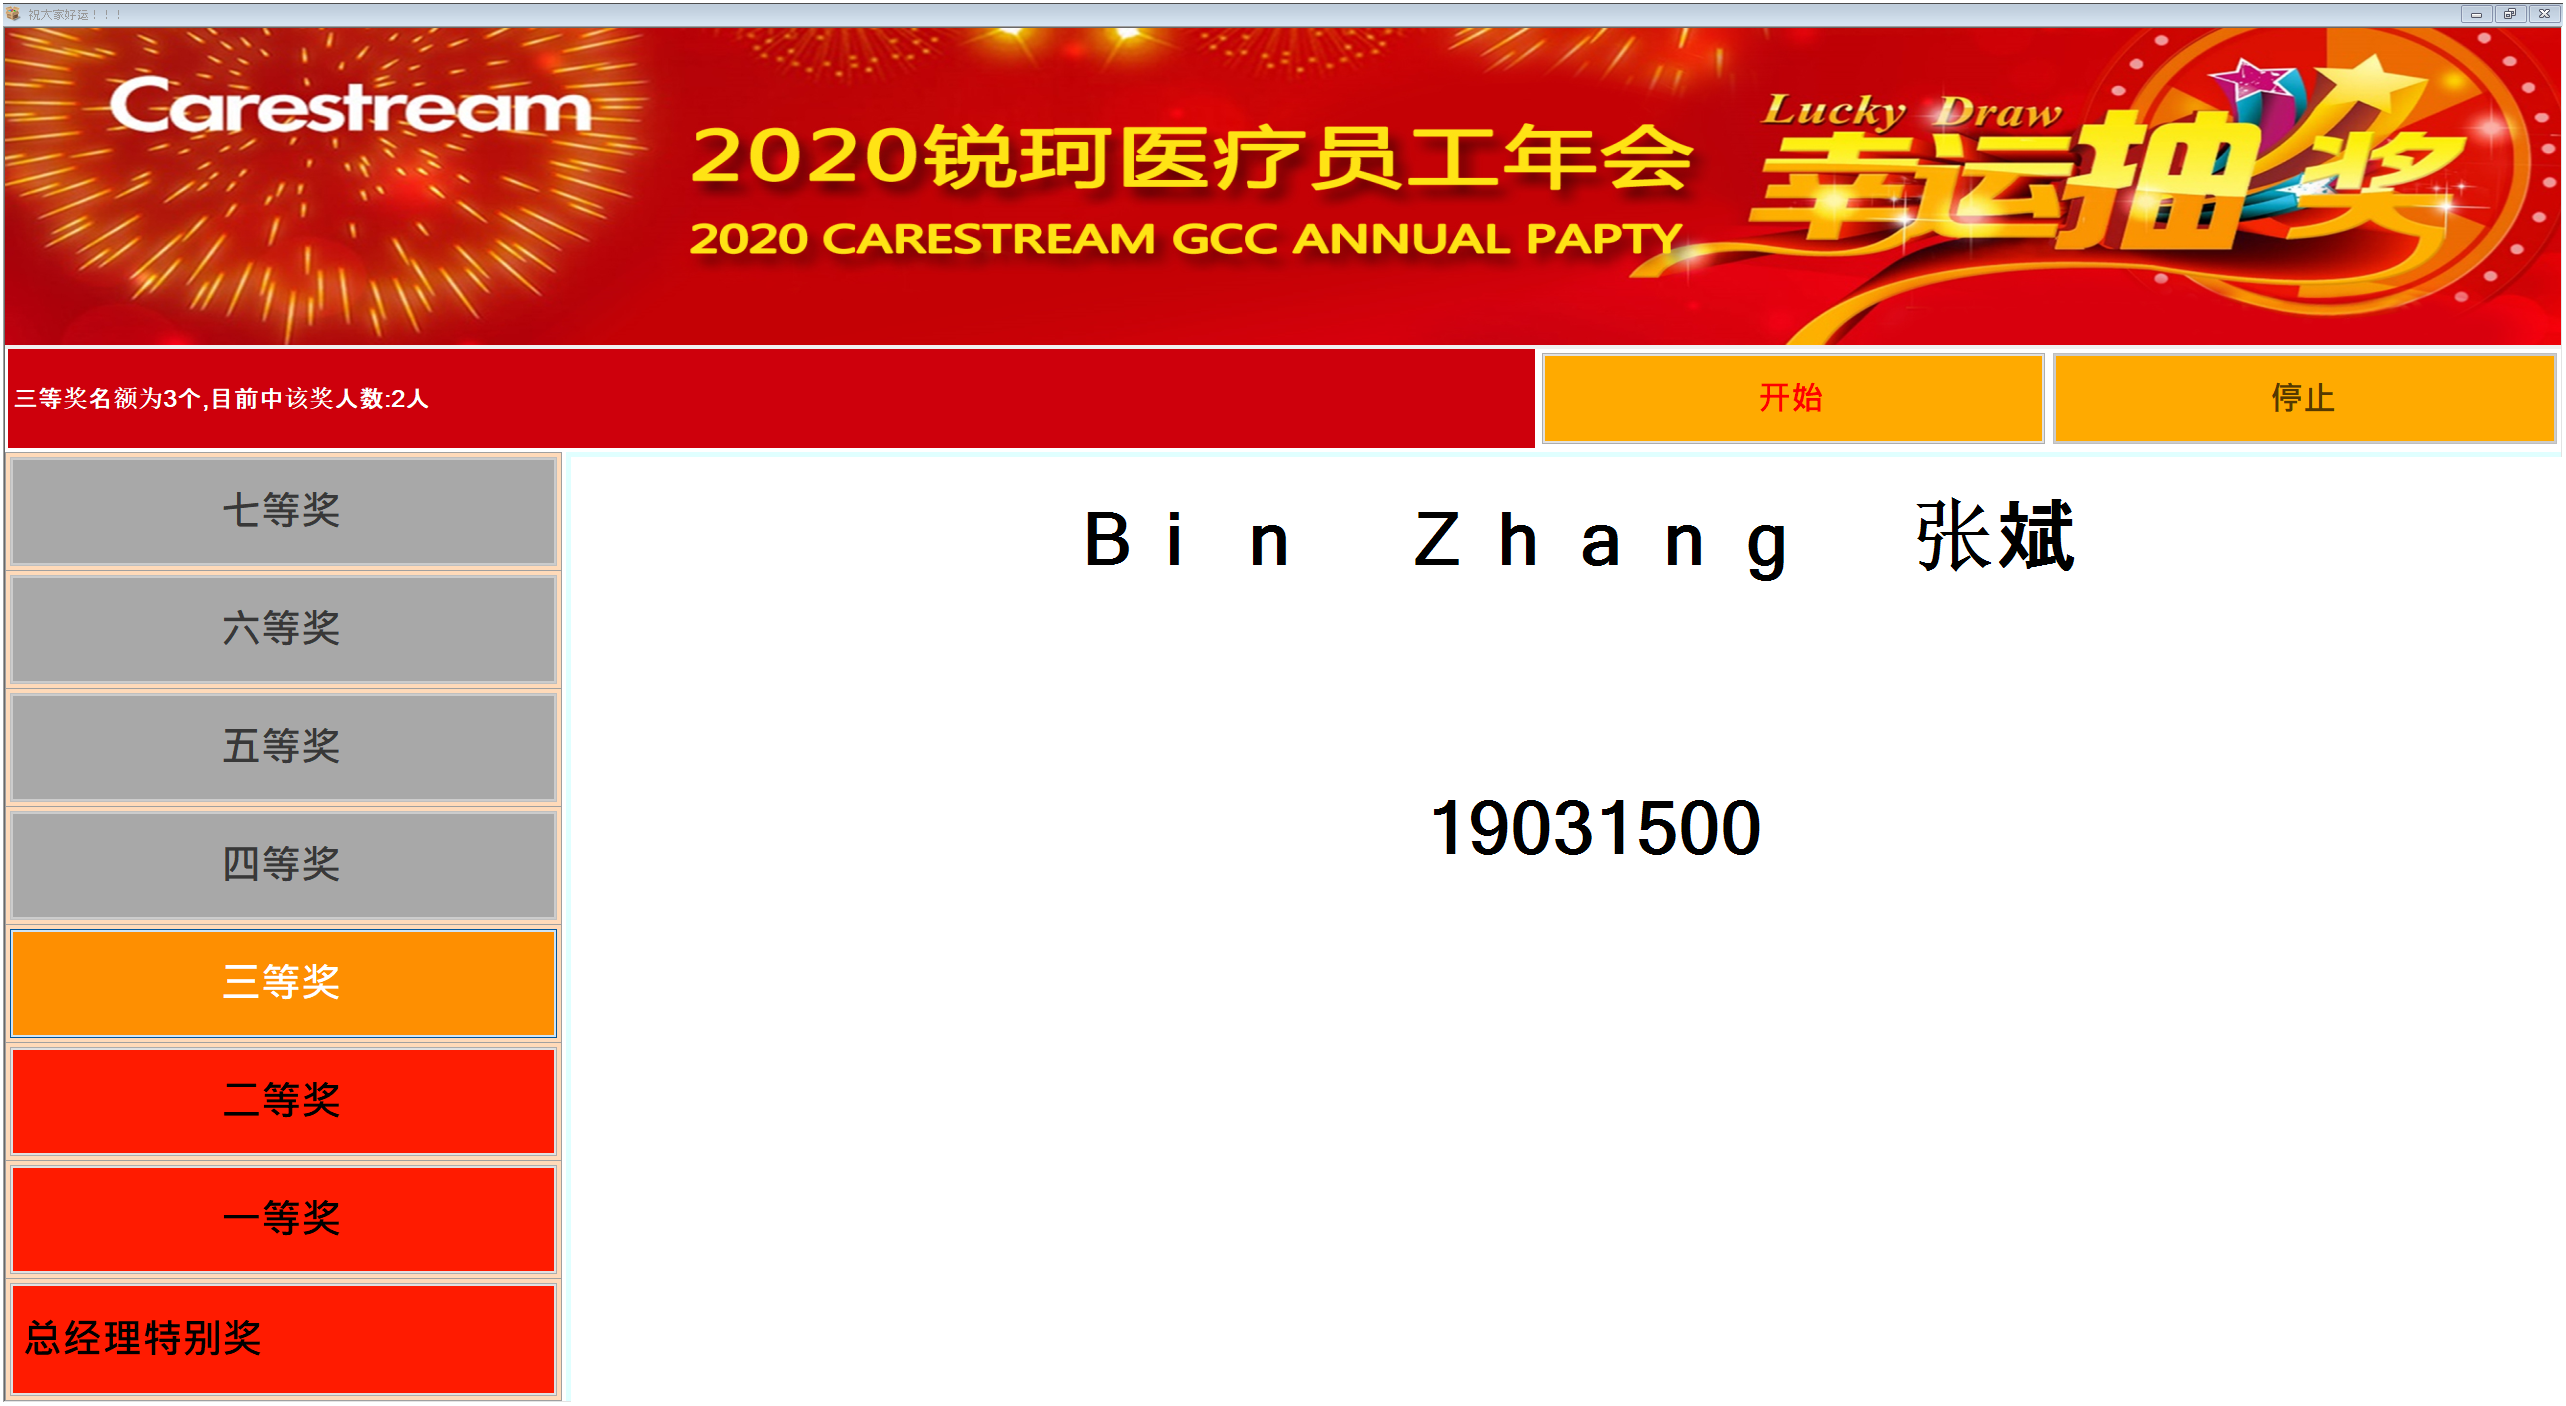 祝大家好运！！！
Carestream
2020锐珂医疗员工年会
2020 CARESTREAM GCC ANNUAL PAPTY
Lucky Draw
幸运抽奖
三等奖名额为3个,目前中该奖人数:2人
开始
停止
七等奖
六等奖
五等奖
四等奖
三等奖
二等奖
一等奖
总经理特别奖
Bin Zhang 张斌
19031500